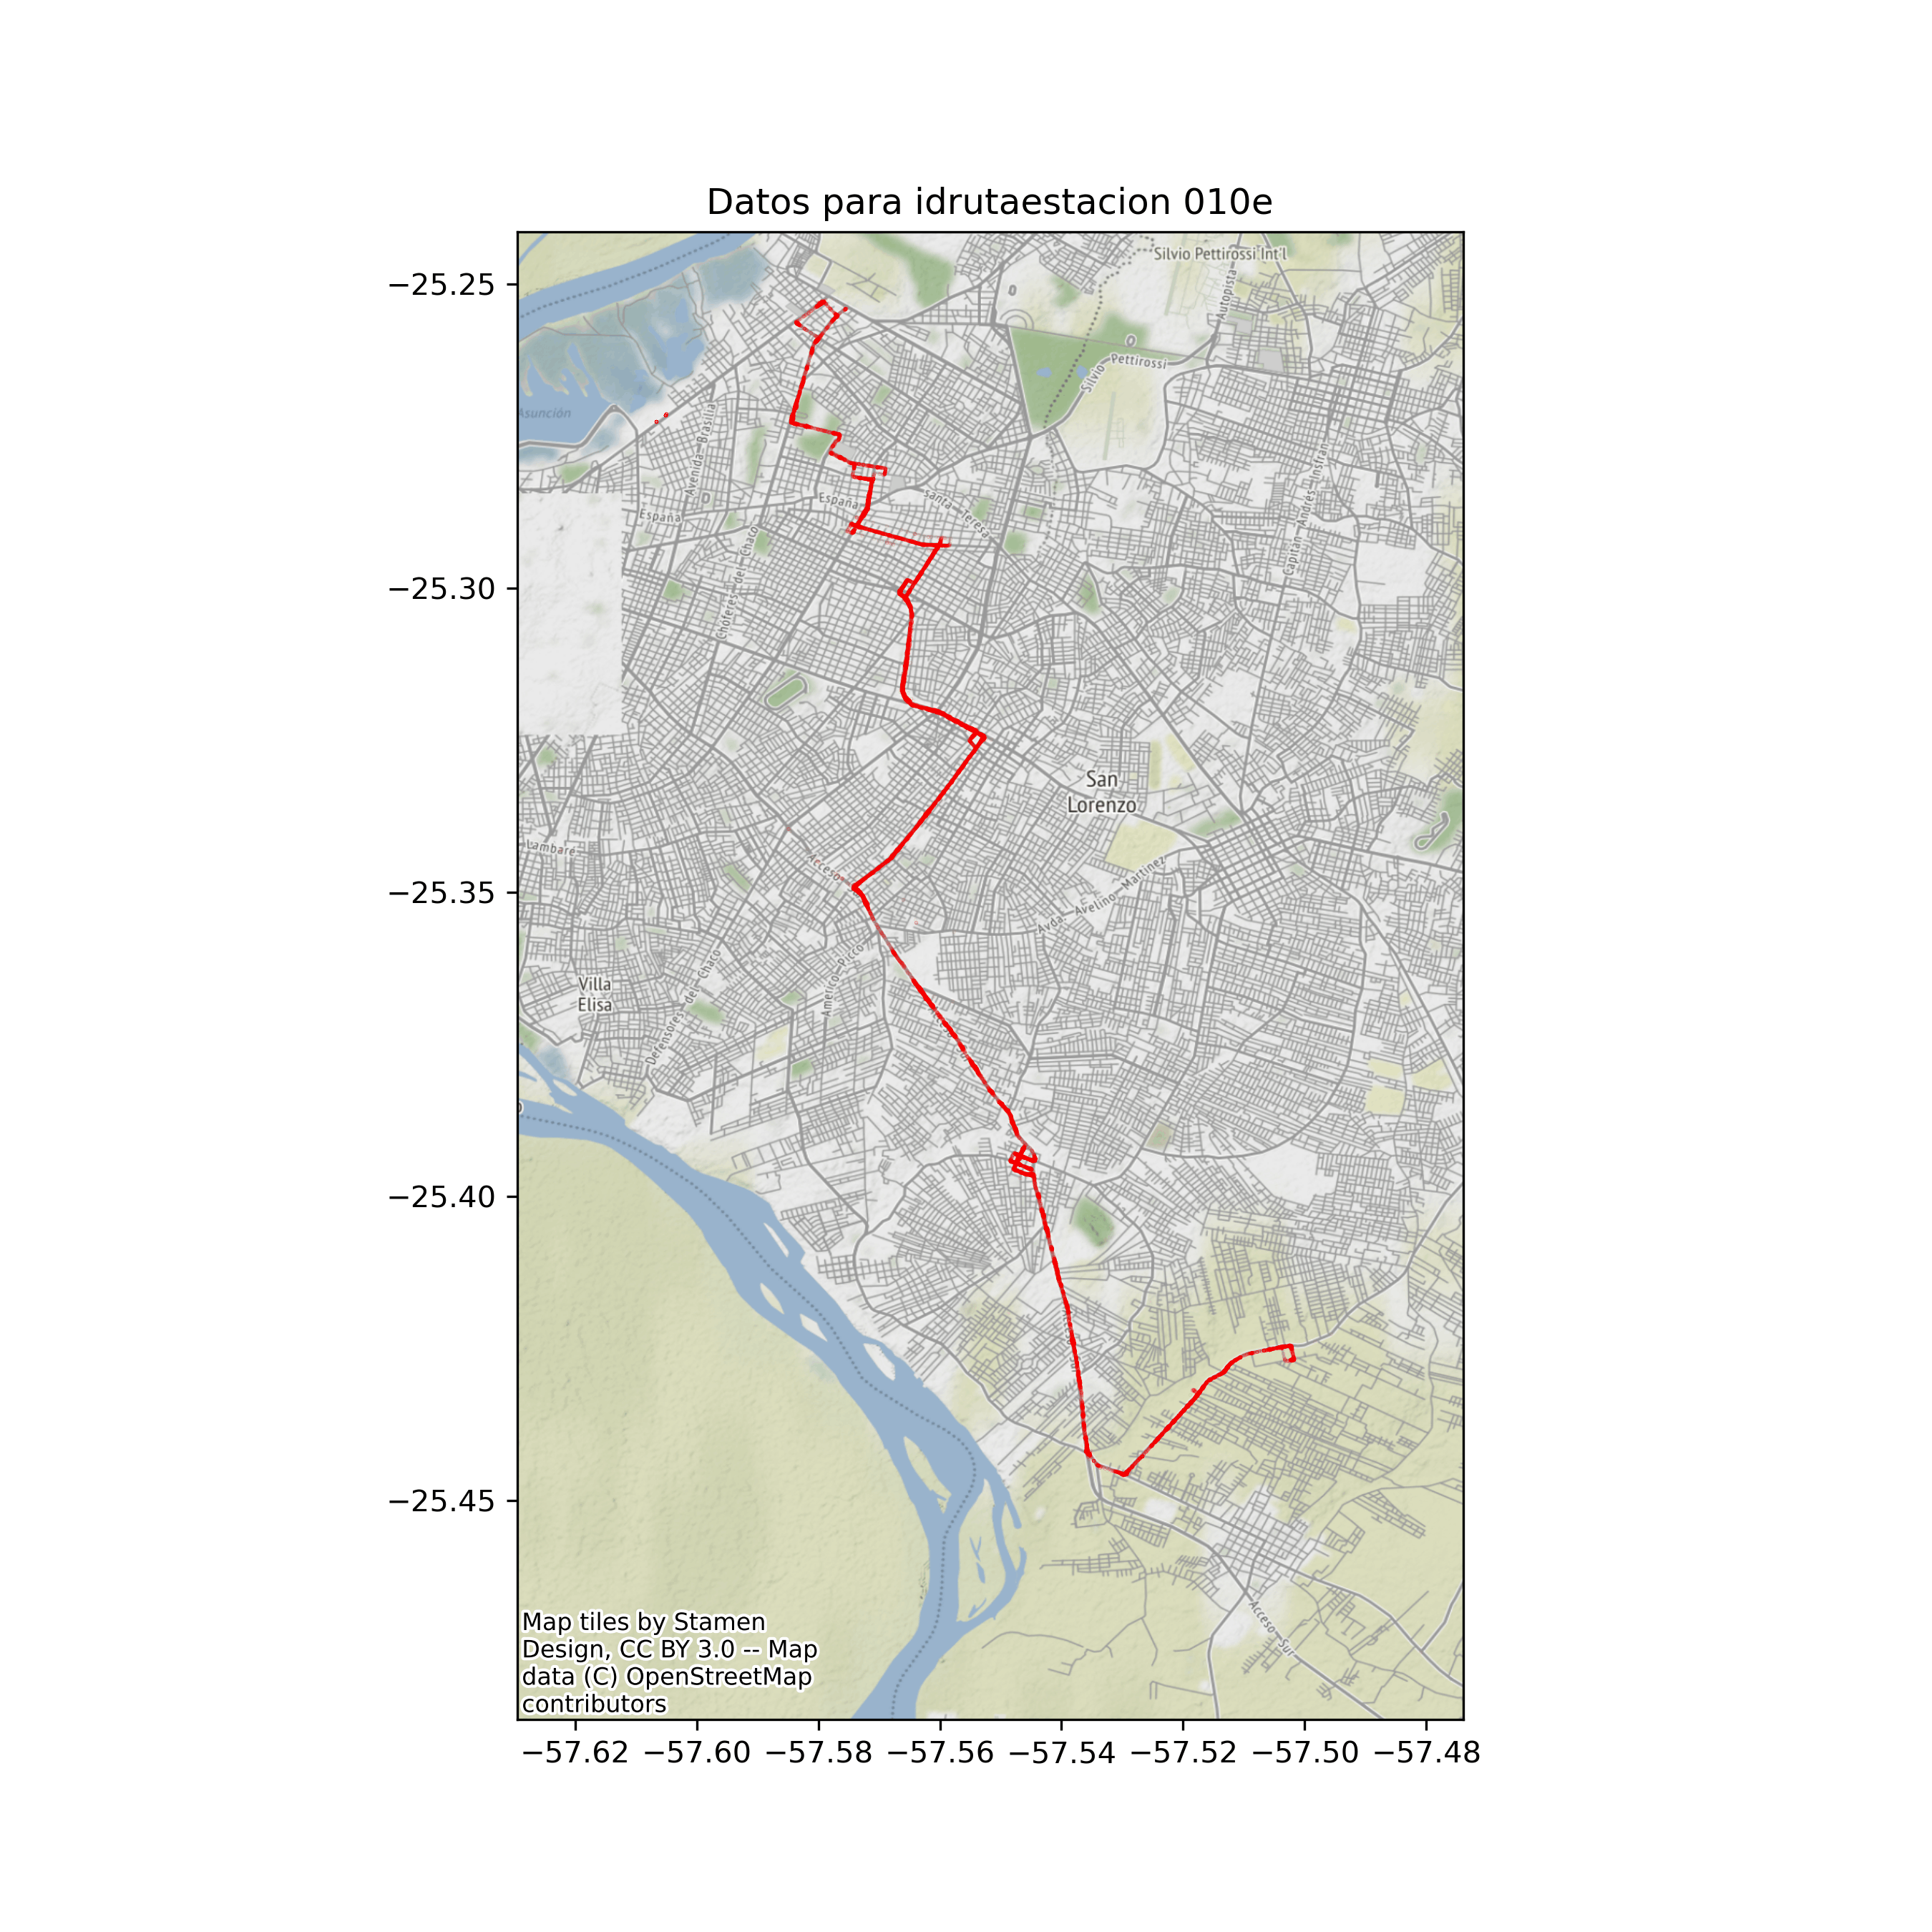 Datos para idrutaestacion 010e
−25.25
−25.30
−25.35
−25.40
−25.45
−57.62
−57.60
−57.58
−57.56
−57.54
−57.52
−57.50
−57.48
Silvio Pettirossi Int'l
Autopista
Silvio Pettirossi
Asunción
Avenida Brasilia
España
España
Santa Teresa
Choferes del Chaco
Capitán Andrés Insfran
San
Lorenzo
Lambaré
Acceso
Avda. Avelino Martinez
Américo Picco
Defensores del Chaco
Villa
Elisa
Acceso Sur
Map tiles by Stamen
Design, CC BY 3.0 -- Map
data (C) OpenStreetMap
contributors